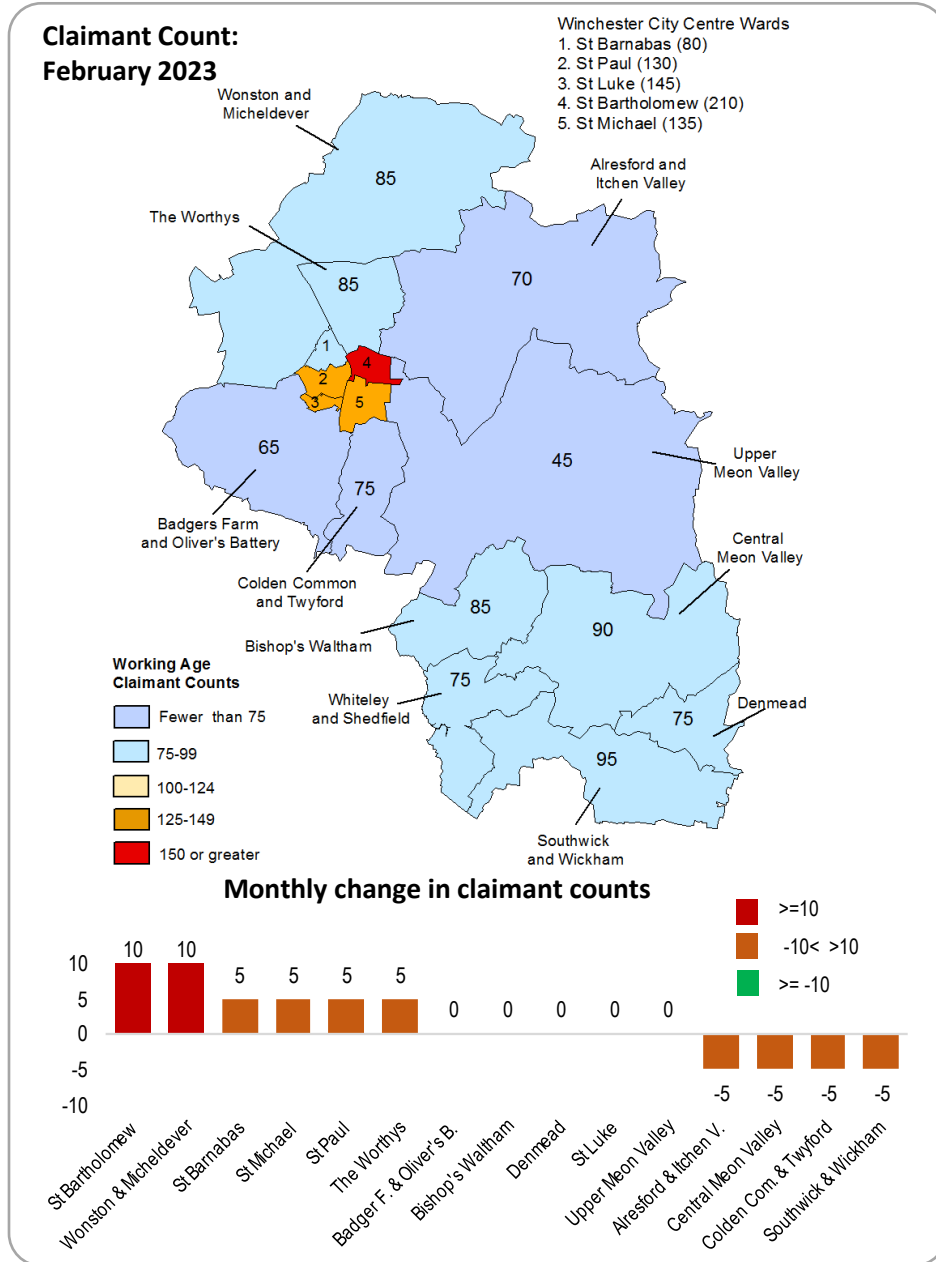 Claimant Count:
February 2023
Winchester City Centre Wards
1. St Barnabas (80)
2. St Paul (130)
3. St Luke (145)
4. St Bartholomew (210)
5. St Michael (135)
Wonston and
Micheldever
85
Alresford and
Itchen Valley
The Worthys
85
70
1
4
2
3
5
65
75
45
Upper
Meon Valley
Badgers Farm
and Oliver's Battery
Colden Common
and Twyford
Central
Meon Valley
85
90
Bishop's Waltham
75
Whiteley
and Shedfield
75
Denmead
95
Southwick
and Wickham
Working Age
Claimant Counts
Fewer than 75
75-99
100-124
125-149
150 or greater
Monthly change in claimant counts
>=10
-10< >10
>= -10
10
5
0
-5
-10
10
10
5
5
5
5
0
0
0
0
0
-5
-5
-5
-5
St Bartholomew
Wonston & Micheldever
St Barnabas
St Michael
St Paul
The Worthys
Badger F. & Oliver's B.
Bishop's Waltham
Denmead
St Luke
Upper Meon Valley
Alresford & Itchen V.
Central Meon Valley
Colden Com. & Twyford
Southwick & Wickham